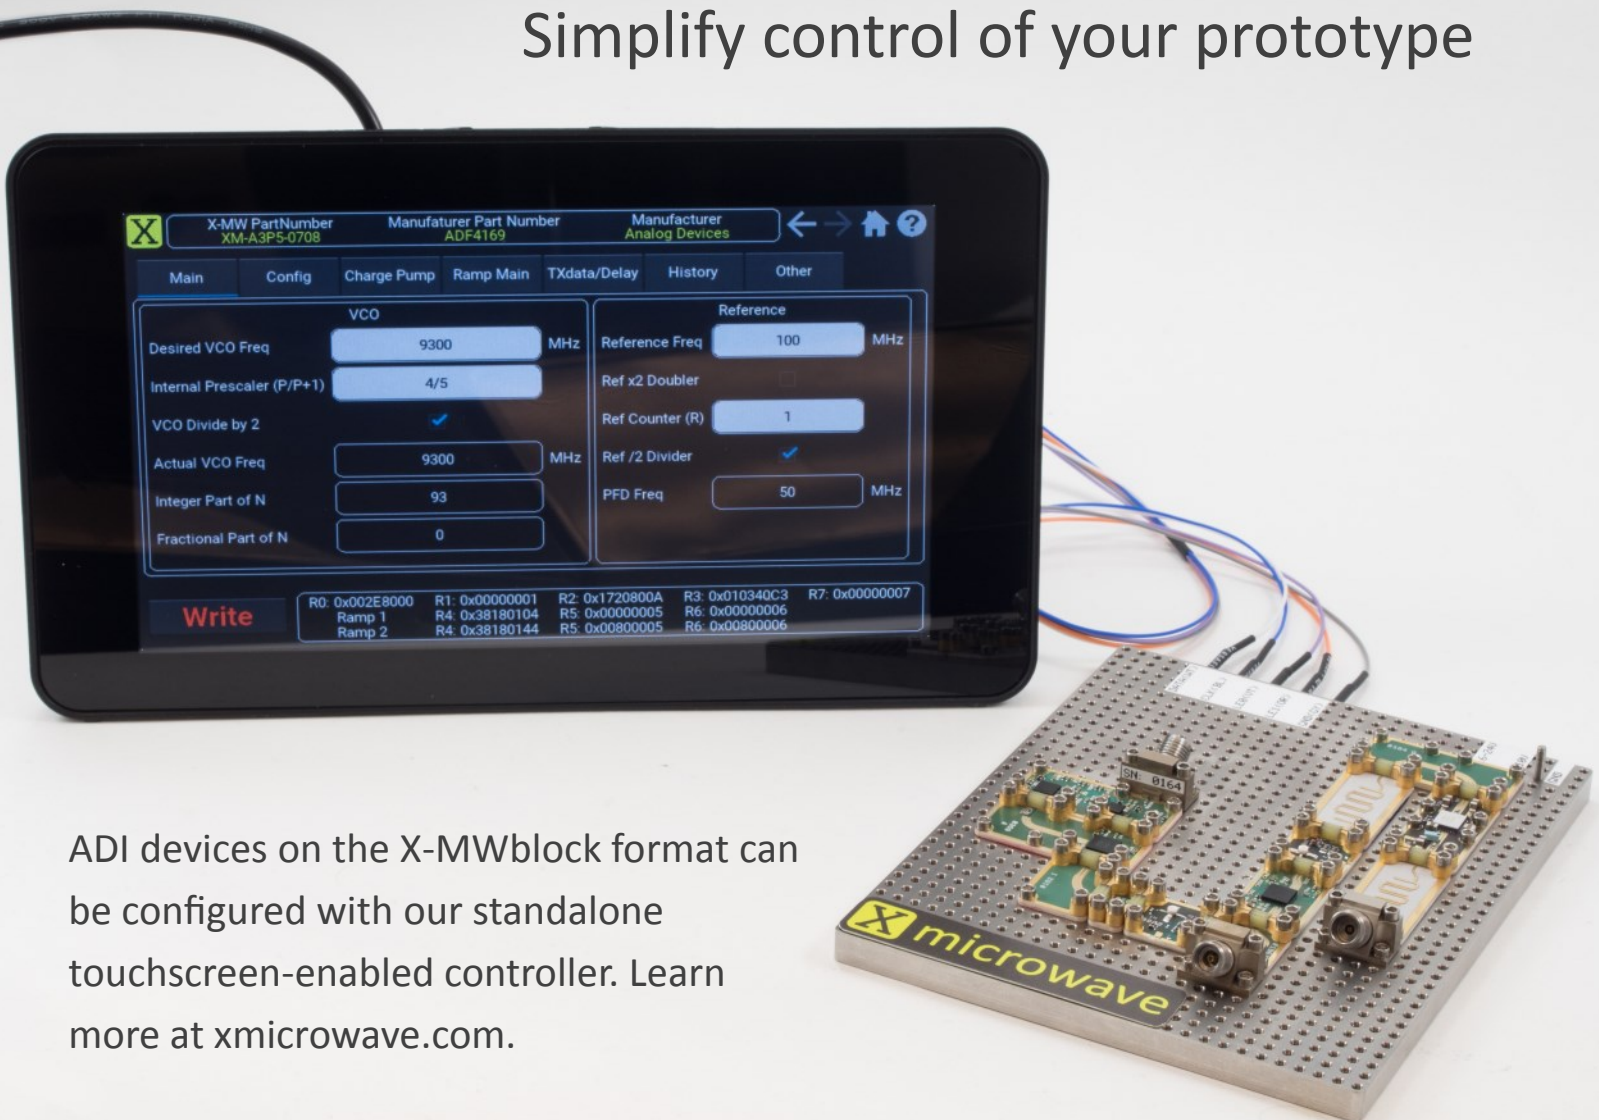 Simplify control of your prototype
X
X-MW PartNumber
XM-A3P5-0708
Manufaturer Part Number
ADF4169
Manufacturer
Analog Devices
?
Main Config Charge Pump Ramp Main TXdata/Delay History Other
VCO
Desired VCO Freq 9300 MHz
Internal Prescaler (P/P+1) 4/5
VCO Divide by 2
Actual VCO Freq 9300 MHz
Integer Part of N 93
Fractional Part of N 0
Reference
Reference Freq 100 MHz
Ref x2 Doubler
Ref Counter (R) 1
Ref /2 Divider
PFD Freq 50 MHz
Write
R0: 0x002E8000 R1: 0x00000001 R2: 0x1720800A R3: 0x010340C3 R7: 0x00000007
Ramp 1 R4: 0x38180104 R5: 0x00000005 R6: 0x00000006
Ramp 2 R4: 0x38180144 R5: 0x00800005 R6: 0x00800006
SN: 0164
GND
X microwave
ADI devices on the X-MWblock format can
be configured with our standalone
touchscreen-enabled controller. Learn
more at xmicrowave.com.